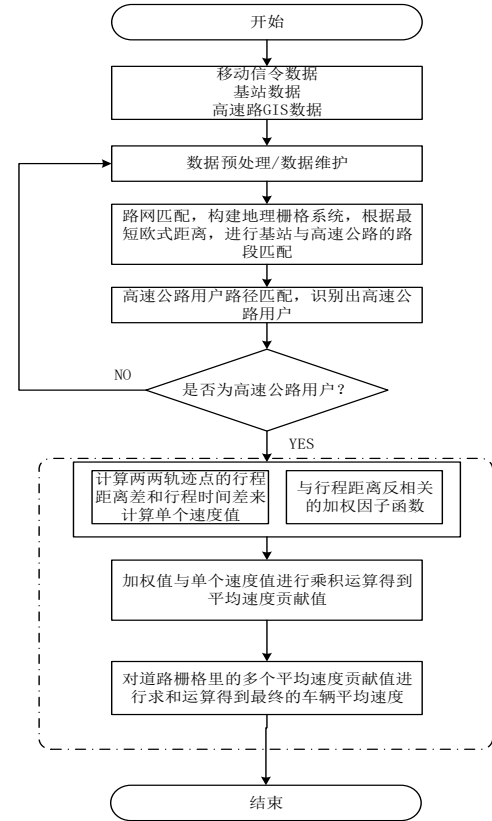 开始
移动信令数据
基站数据
高速路GIS数据
数据预处理/数据维护
路网匹配，构建地理栅格系统，根据最
短欧式距离，进行基站与高速公路的路
段匹配
高速公路用户路径匹配，识别出高速公
路用户
NO
是否为高速公路用户？
YES
计算两两轨迹点的行程
距离差和行程时间差来
计算单个速度值
与行程距离反相关
的加权因子函数
加权值与单个速度值进行乘积运算得到
平均速度贡献值
对道路栅格里的多个平均速度贡献值进
行求和运算得到最终的车辆平均速度
结束